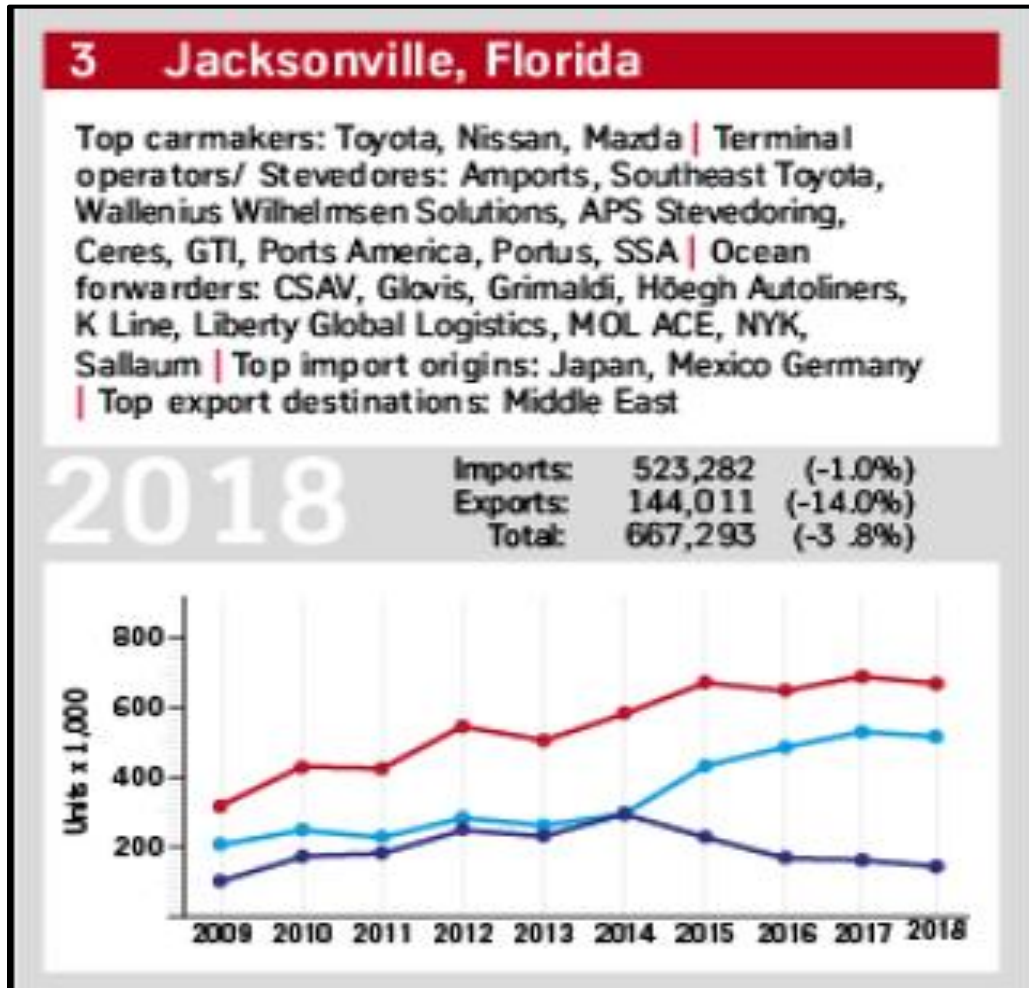 3 Jacksonville, Florida
Top carmakers: Toyota, Nissan, Mazda | Terminal
operators/ Stevedores: Amports, Southeast Toyota,
Wallenius Wilhelmsen Solutions, APS Stevedoring,
Ceres, GTI, Ports America, Portus, SSA | Ocean
forwarders: CSAV, Glovis, Grimaldi, Höegh Autoliners,
K Line, Liberty Global Logistics, MOL ACE, NYK,
Sallaum | Top import origins: Japan, Mexico Germany
| Top export destinations: Middle East
2018
Imports: 523,282 (-1.0%)
Exports: 144,011 (-14.0%)
Total: 667,293 (-3 .8%)
Units x 1,000
800
600
400
200
2009 2010 2011 2012 2013 2014 2015 2016 2017 2018